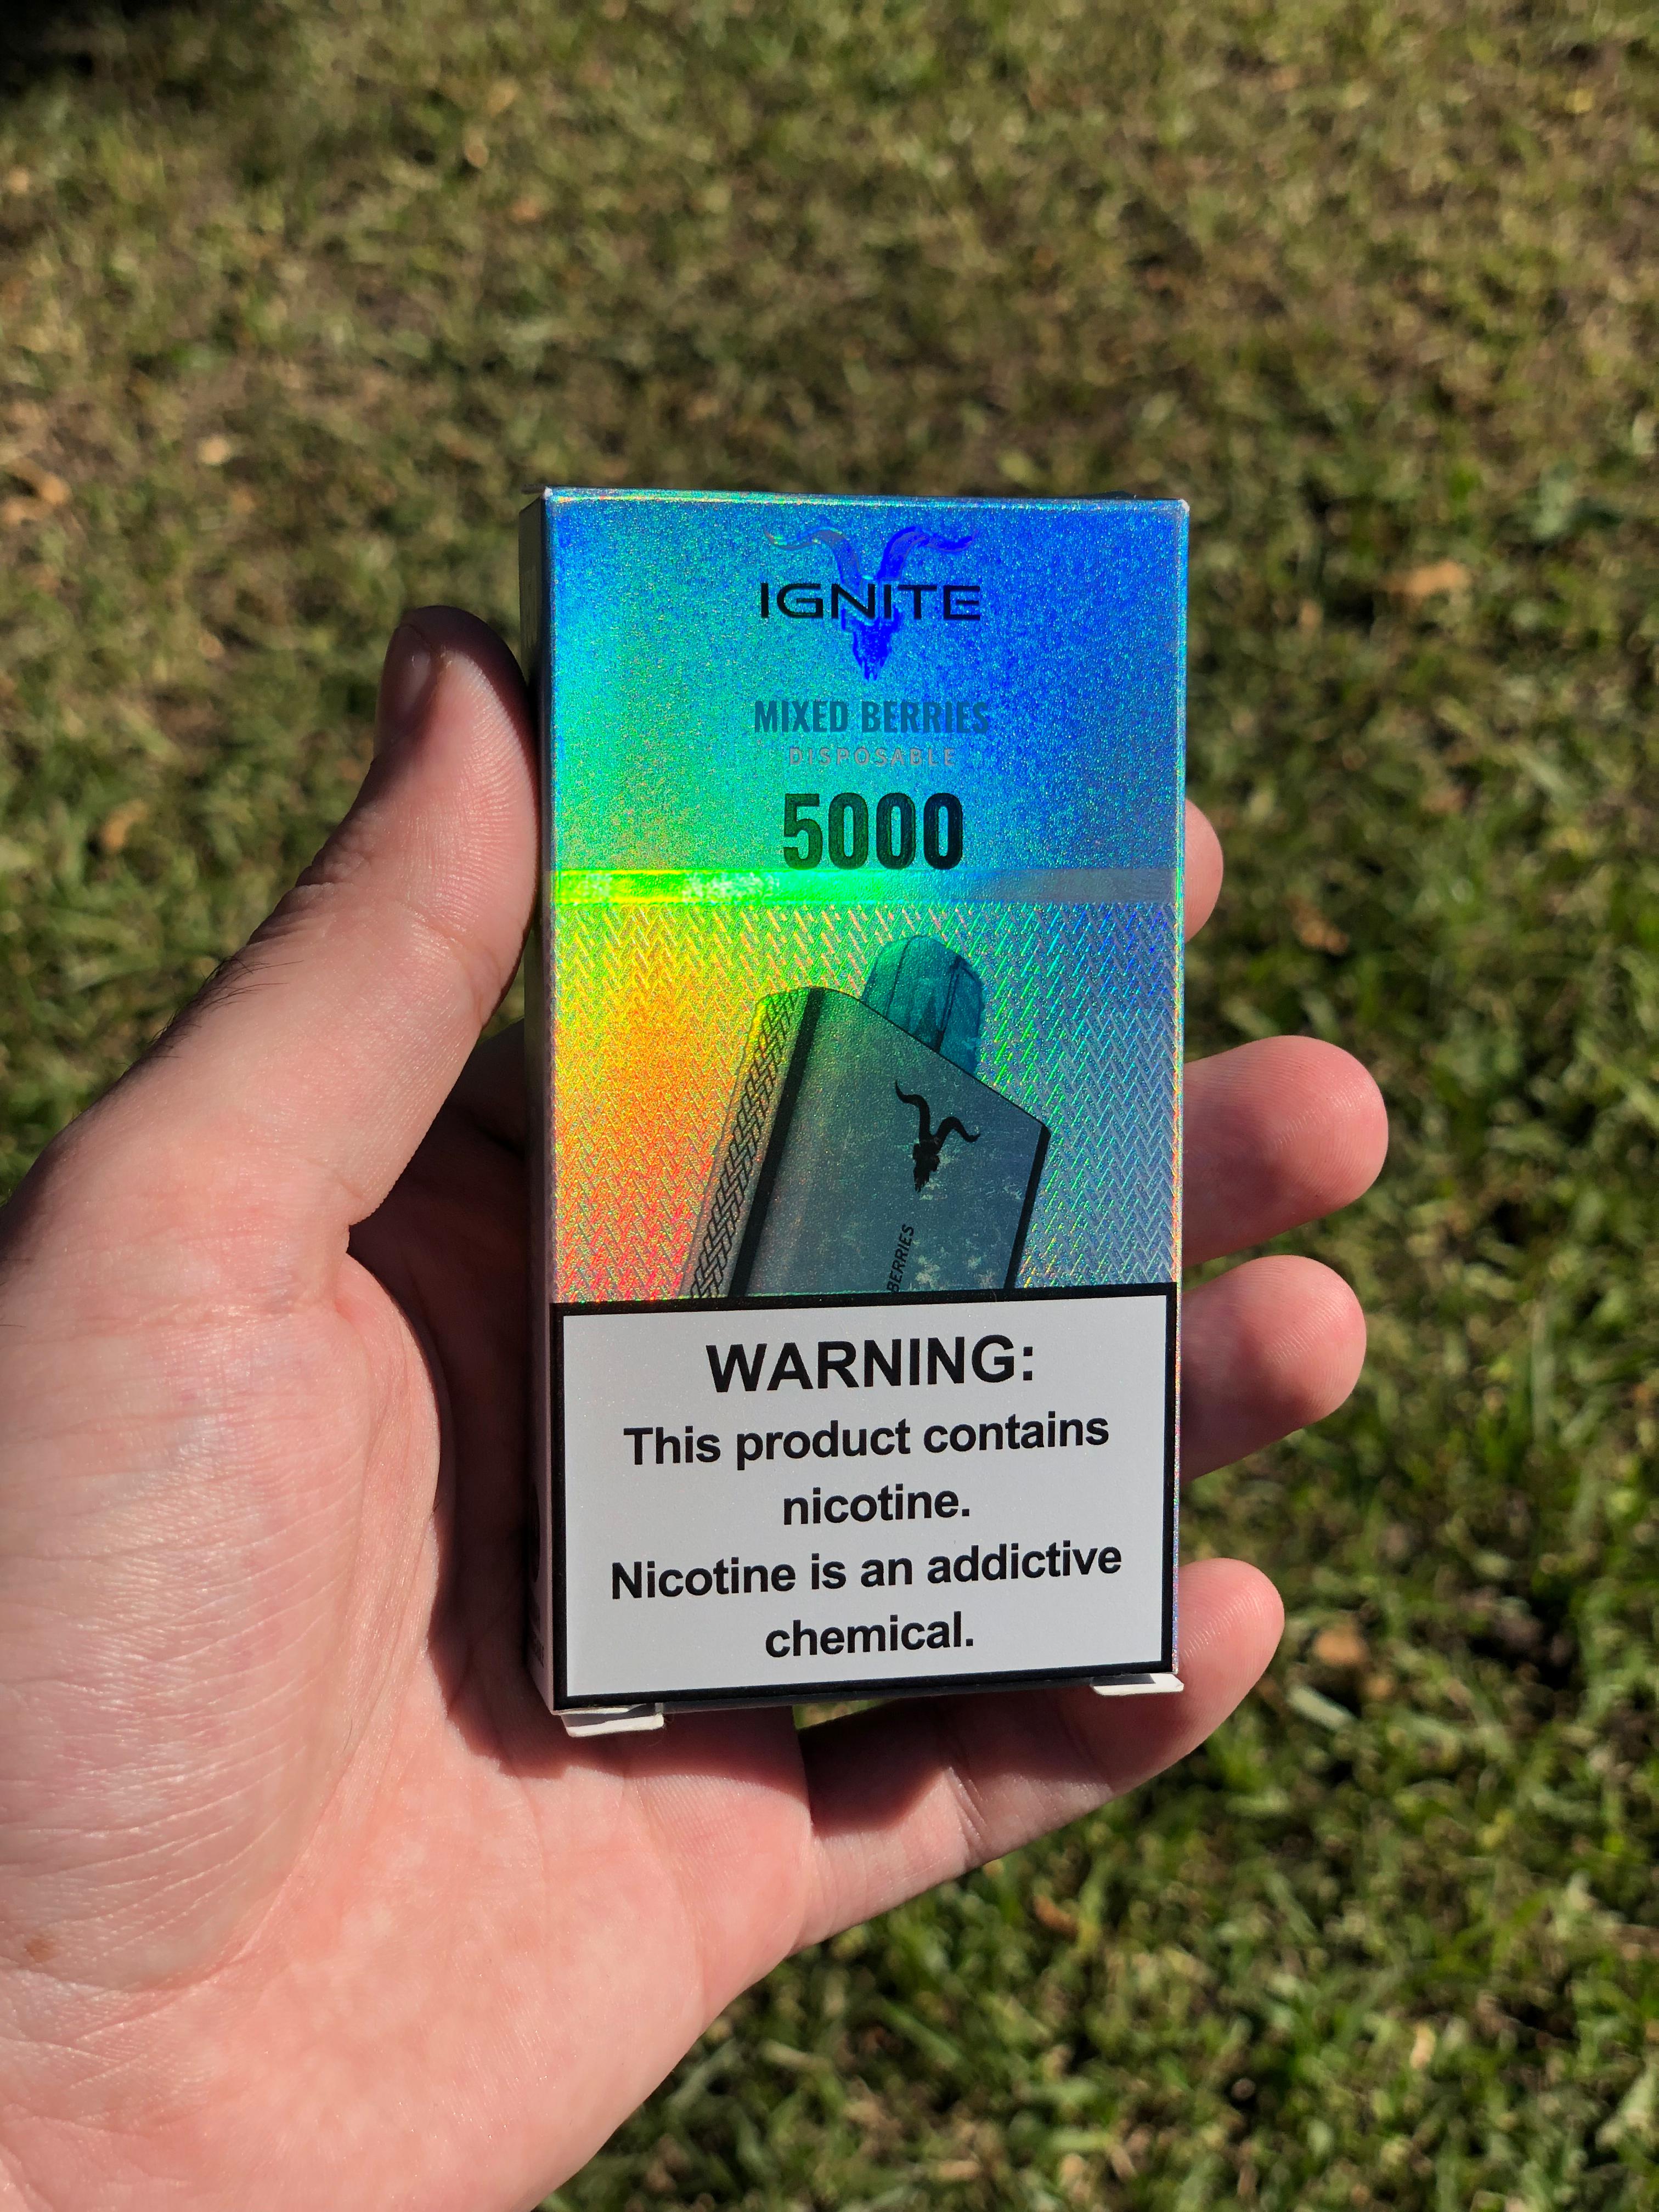 IGNITE
MIXED BERRIES
DISPOSABLE
5000
BERRIES
WARNING:
This product contains
nicotine.
Nicotine is an addictive
chemical.